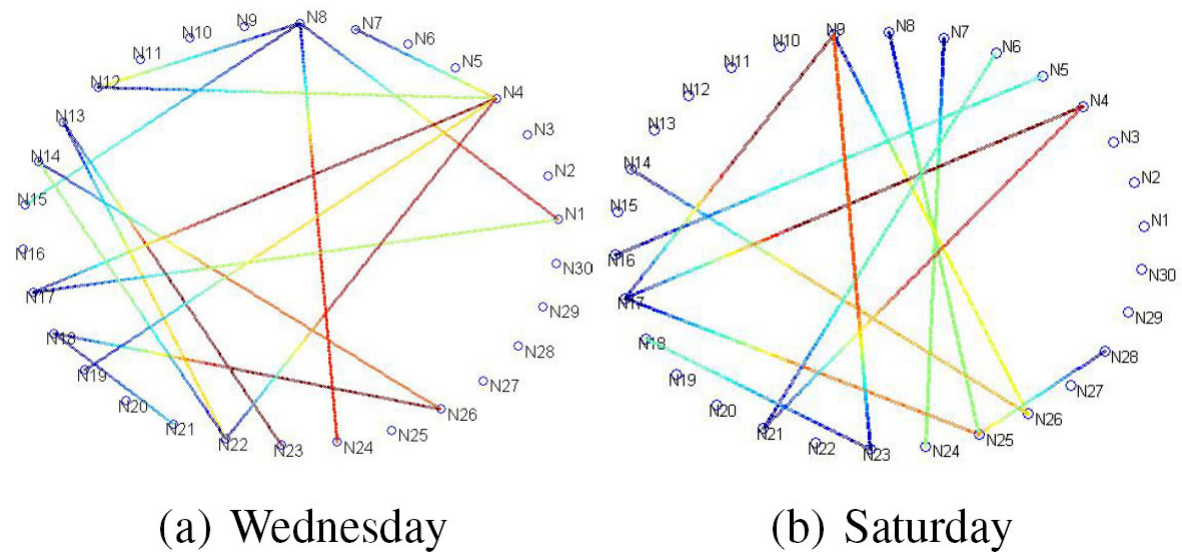 N8
N7
N9
N6
N10
N11
N5
N12
N4
N13
N3
N14
N2
N15
N1
N16
N30
N17
N29
N18
N28
N19
N27
N20
N26
N21
N25
N22
N23
N24
(a) Wednesday
N9
N8
N7
N6
N10
N11
N5
N12
N4
N13
N3
N14
N2
N15
N1
N16
N30
N17
N29
N18
N28
N19
N27
N20
N26
N21
N25
N22
N23
N24
(b) Saturday